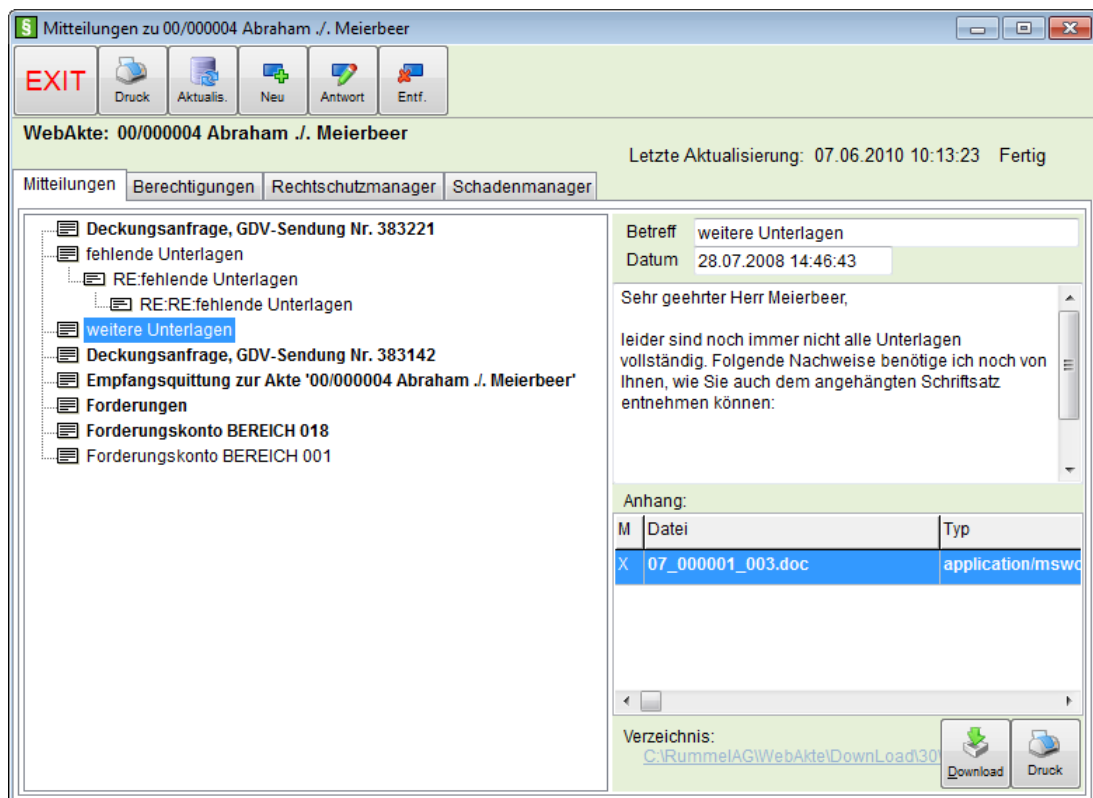 Mitteilungen zu 00/000004 Abraham ./. Meierbeer
EXIT
Druck
Aktualis.
Neu
Antwort
Entf.
WebAkte: 00/000004 Abraham ./. Meierbeer
Letzte Aktualisierung: 07.06.2010 10:13:23 Fertig
Mitteilungen Berechtigungen Rechtschutzmanager Schadenmanager
Deckungsanfrage, GDV-Sendung Nr. 383221
fehlende Unterlagen
RE:fehlende Unterlagen
RE:RE:fehlende Unterlagen
weitere Unterlagen
Deckungsanfrage, GDV-Sendung Nr. 383142
Empfangsquittung zur Akte '00/000004 Abraham ./. Meierbeer'
Forderungen
Forderungskonto BEREICH 018
Forderungskonto BEREICH 001
Betreff weitere Unterlagen
Datum 28.07.2008 14:46:43
Sehr geehrter Herr Meierbeer,
leider sind noch immer nicht alle Unterlagen
vollständig. Folgende Nachweise benötige ich noch von
Ihnen, wie Sie auch dem angehängten Schriftsatz
entnehmen können:
Anhang:
M Datei Typ
X 07_000001_003.doc application/mswo
Verzeichnis:
C:\RummelAG\WebAkte\DownLoad\30\
Download
Druck